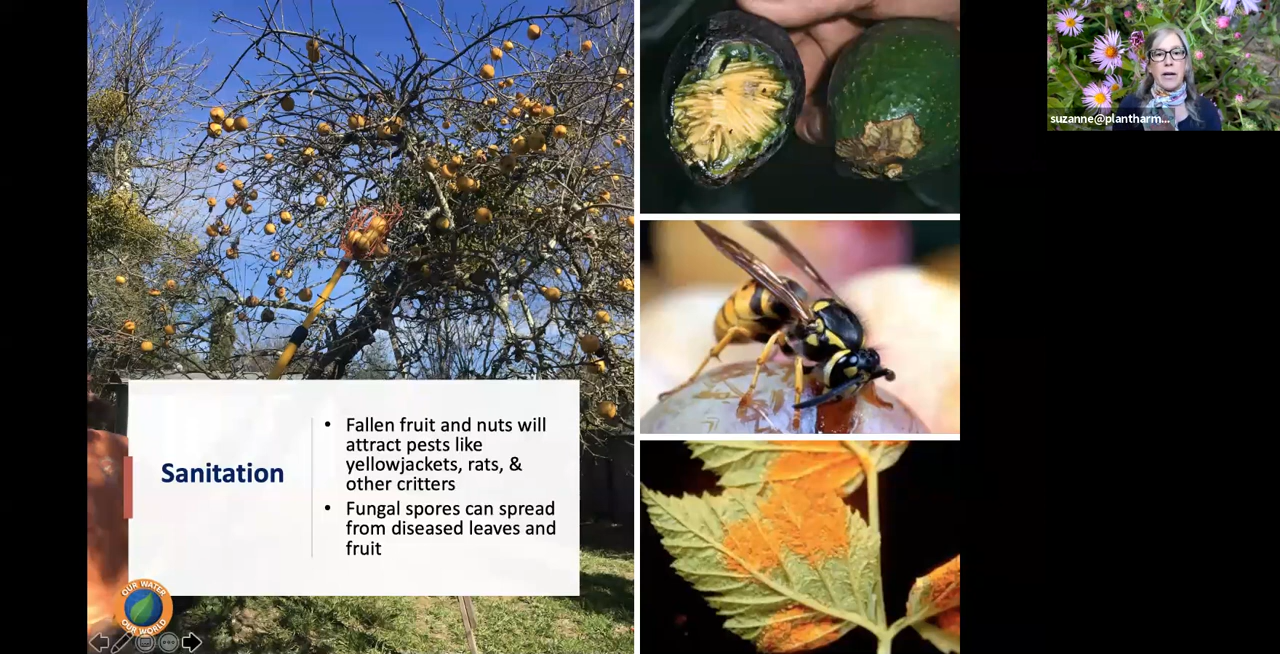 suzanne@plantharm...
Sanitation
• Fallen fruit and nuts will
attract pests like
yellowjackets, rats, &
other critters
• Fungal spores can spread
from diseased leaves and
fruit
OUR WATER
OUR WORLD